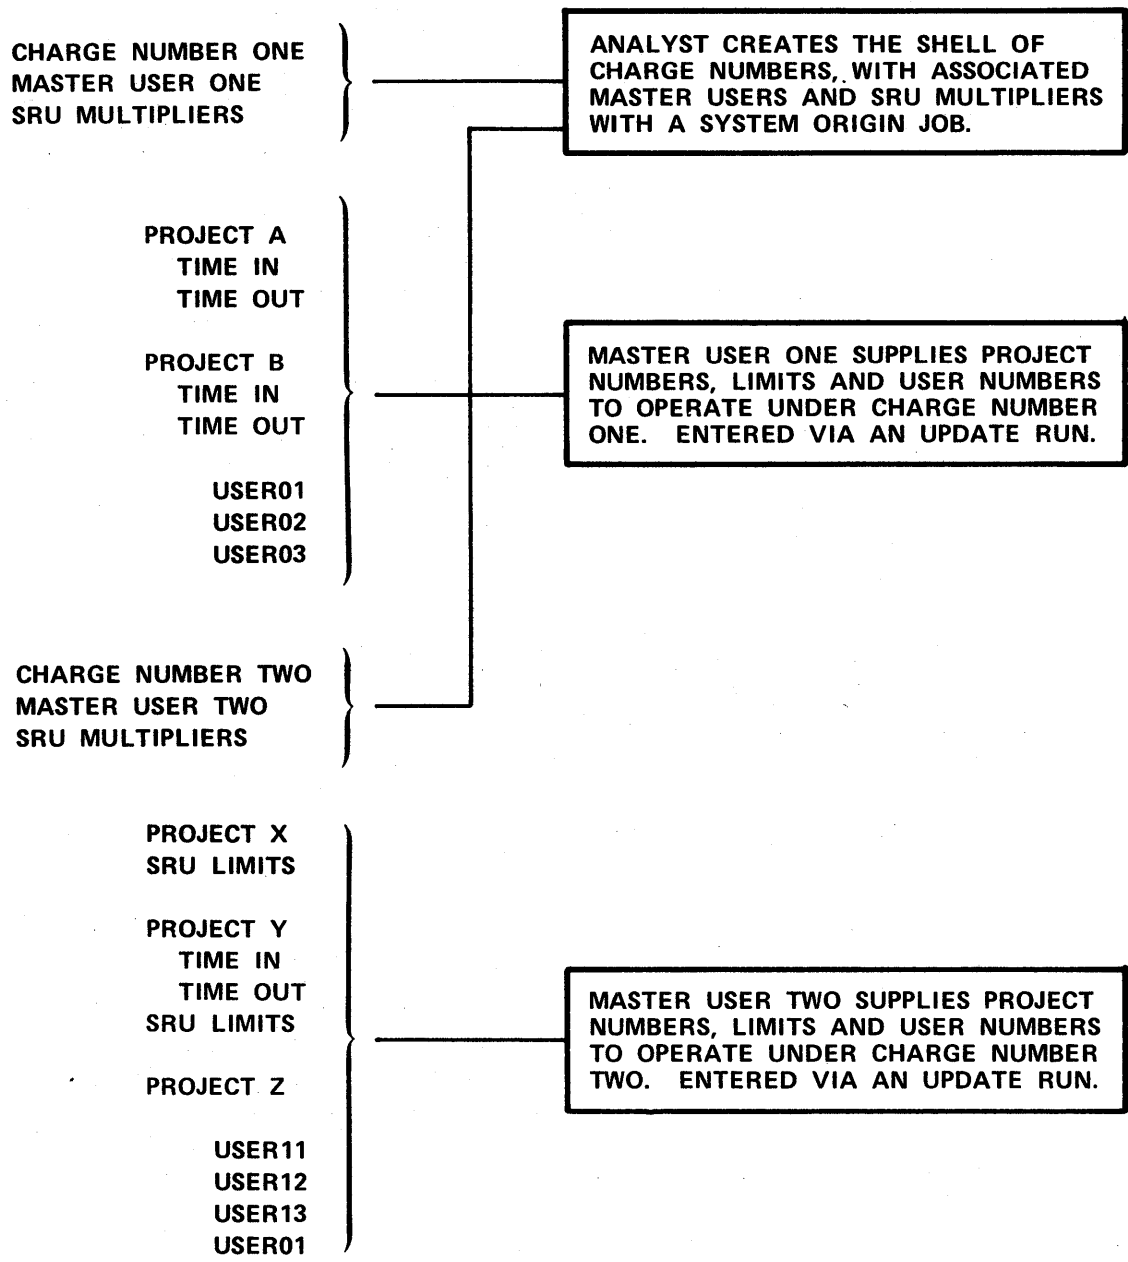 CHARGE NUMBER ONE
MASTER USER ONE
SRU MULTIPLIERS
ANALYST CREATES THE SHELL OF
CHARGE NUMBERS, WITH ASSOCIATED
MASTER USERS AND SRU MULTIPLIERS
WITH A SYSTEM ORIGIN JOB.
PROJECT A
TIME IN
TIME OUT
PROJECT B
TIME IN
TIME OUT
USER01
USER02
USER03
MASTER USER ONE SUPPLIES PROJECT
NUMBERS, LIMITS AND USER NUMBERS
TO OPERATE UNDER CHARGE NUMBER
ONE. ENTERED VIA AN UPDATE RUN.
CHARGE NUMBER TWO
MASTER USER TWO
SRU MULTIPLIERS
PROJECT X
SRU LIMITS
PROJECT Y
TIME IN
TIME OUT
SRU LIMITS
PROJECT Z
USER11
USER12
USER13
USER01
MASTER USER TWO SUPPLIES PROJECT
NUMBERS, LIMITS AND USER NUMBERS
TO OPERATE UNDER CHARGE NUMBER
TWO. ENTERED VIA AN UPDATE RUN.